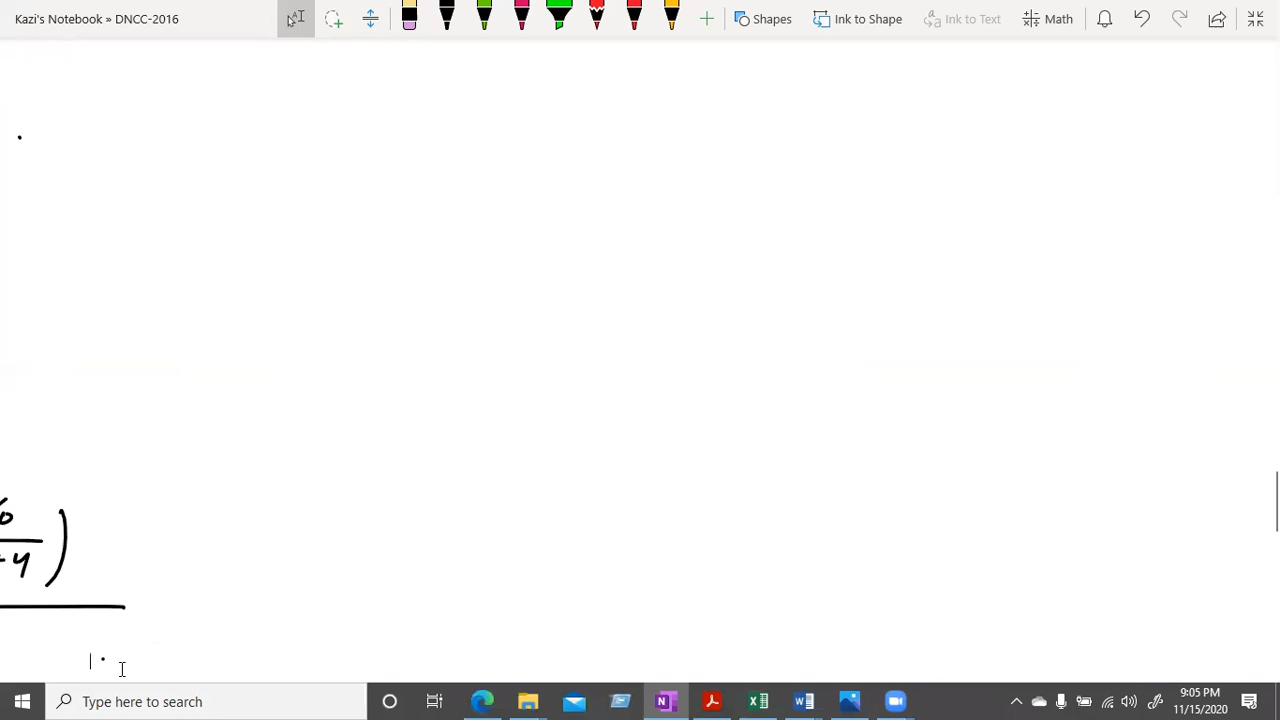 Kazi's Notebook » DNCC-2016
Shapes
Ink to Shape
Ink to Text
Math
+4 )
Type here to search
9:05 PM
11/15/2020